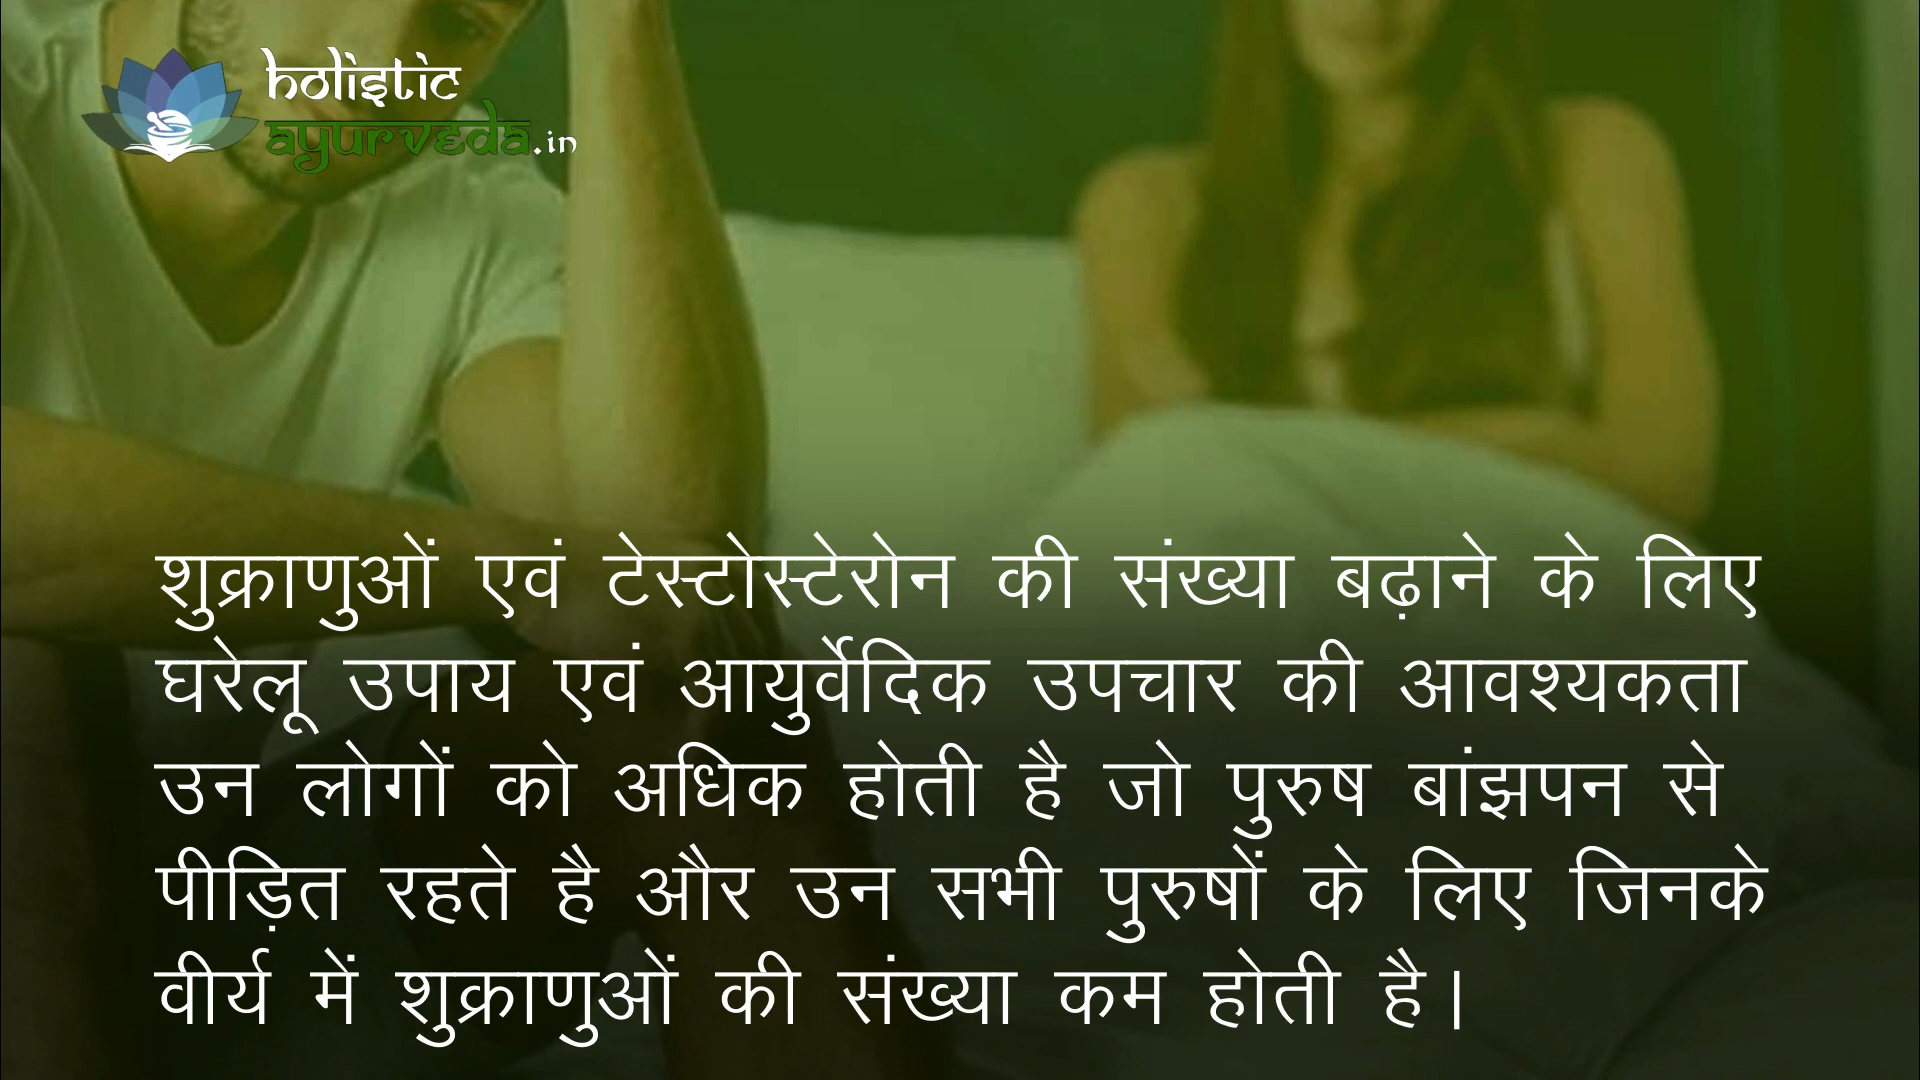 holistic
ayurveda.in
शुक्राणुओं एवं टेस्टोस्टेरोन की संख्या बढ़ाने के लिए
घरेलू उपाय एवं आयुर्वेदिक उपचार की आवश्यकता
उन लोगों को अधिक होती है जो पुरुष बांझपन से
पीड़ित रहते है और उन सभी पुरुषों के लिए जिनके
वीर्य में शुक्राणुओं की संख्या कम होती है।